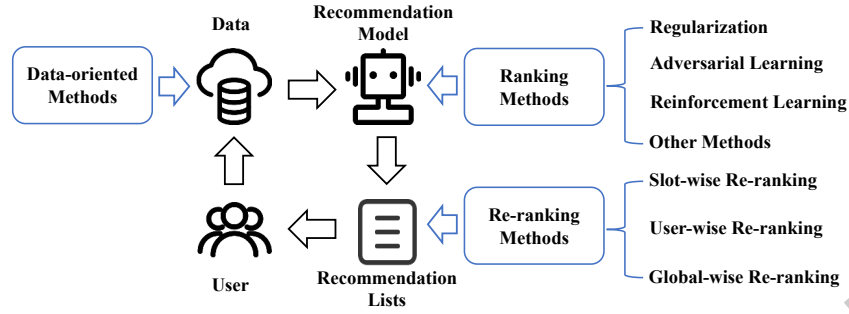 Data
Recommendation
Model
Data-oriented
Methods
Ranking
Methods
Regularization
Adversarial Learning
Reinforcement Learning
Other Methods
User
Recommendation
Lists
Re-ranking
Methods
Slot-wise Re-ranking
User-wise Re-ranking
Global-wise Re-ranking